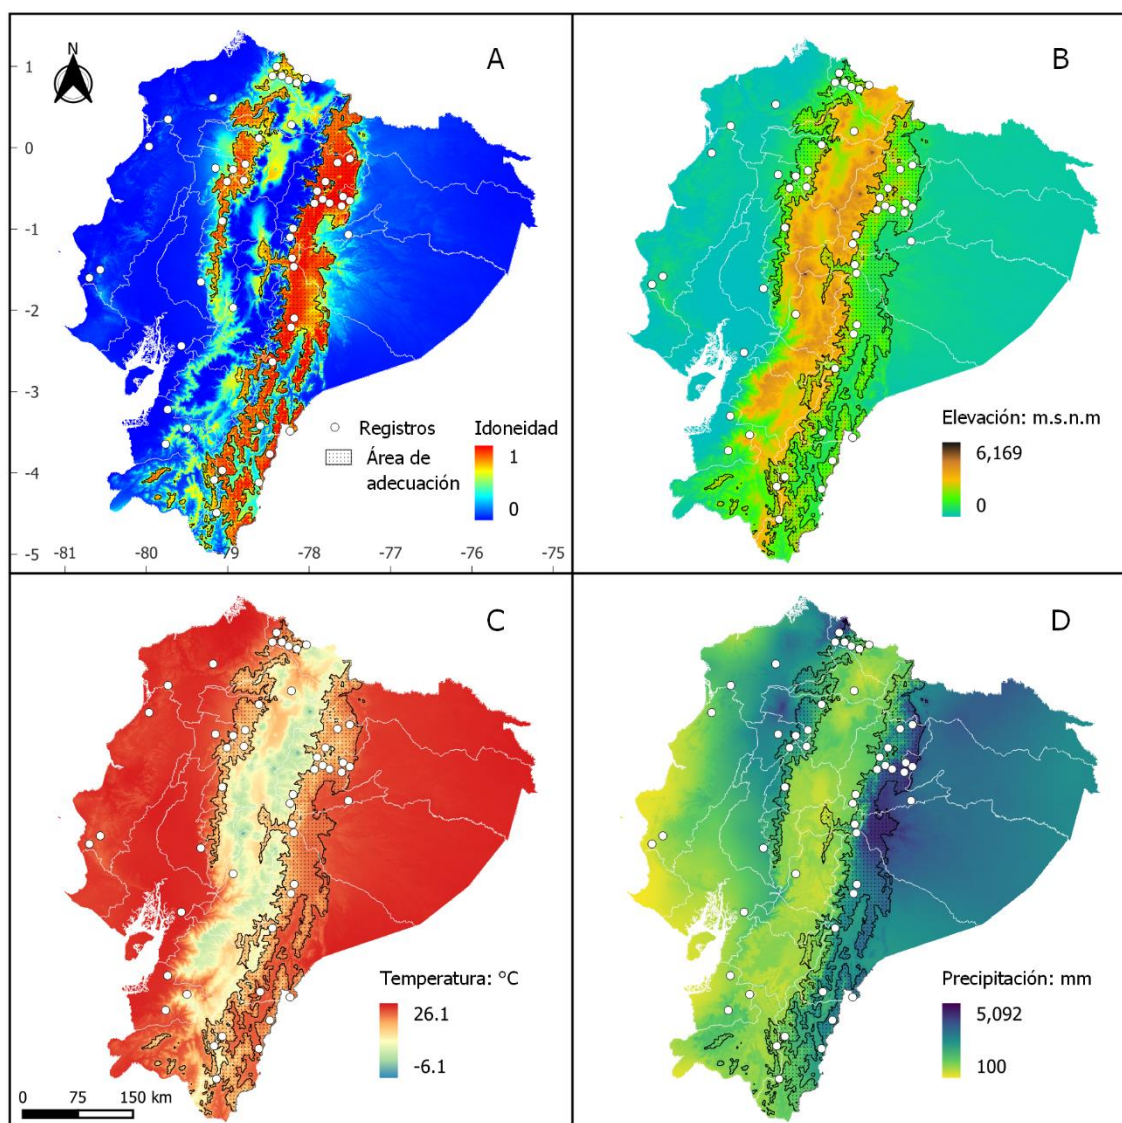 N
A
1
0
-1
-2
-3
-4
-5
-81
-80
-79
-78
-77
-76
-75
Registros
Área de
adecuación
Idoneidad
1
0
B
Elevación: m.s.n.m
6,169
0
C
Temperatura: °C
26.1
-6.1
0 75 150 km
D
Precipitación: mm
5,092
100